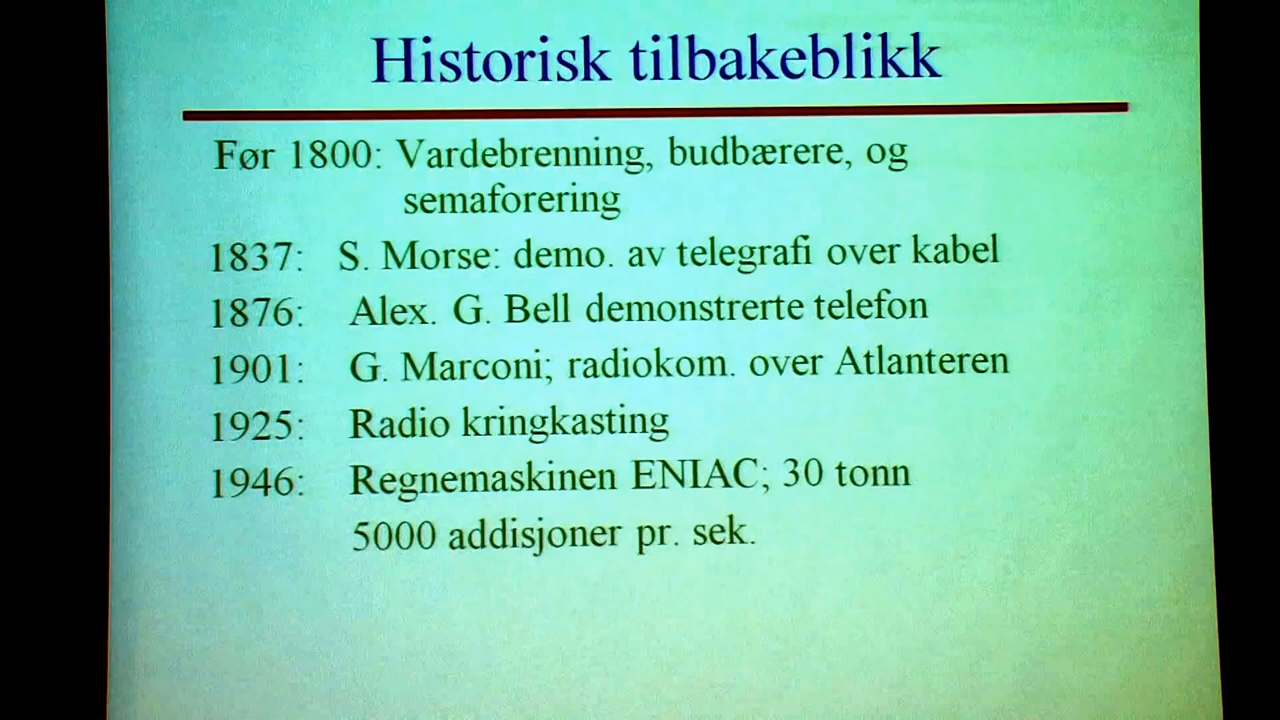 Historisk tilbakeblikk
Før 1800: Vardebrenning, budbærere, og
semaforering
1837: S. Morse: demo. av telegrafi over kabel
1876: Alex. G. Bell demonstrerte telefon
1901: G. Marconi; radiokom. over Atlanteren
1925: Radio kringkasting
1946: Regnemaskinen ENIAC; 30 tonn
5000 addisjoner pr. sek.